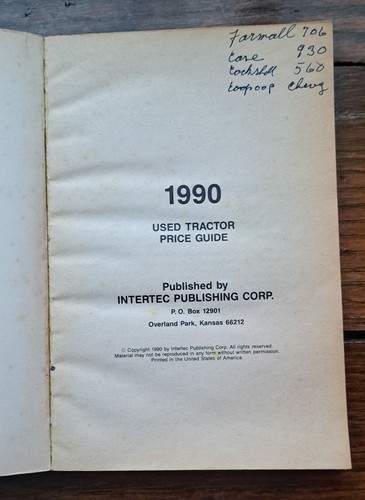 Farmall 706
Case 930
Cockshutt 560
Chevy
1990
USED TRACTOR
PRICE GUIDE
Published by
INTERTEC PUBLISHING CORP.
P. O. Box 12901
Overland Park, Kansas 66212
© Copyright 1990 by Intertec Publishing Corp. All rights reserved.
Material may not be reproduced in any form without written permission.
Printed in the United States of America.